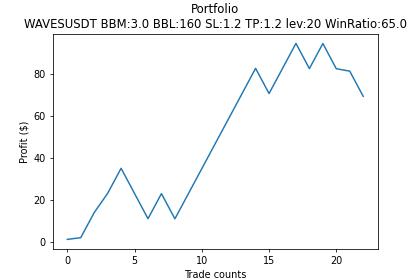 Portfolio
WAVESUSDT BBM:3.0 BBL:160 SL:1.2 TP:1.2 lev:20 WinRatio:65.0
Profit ($)
80
60
40
20
0
0 5 10 15 20
Trade counts